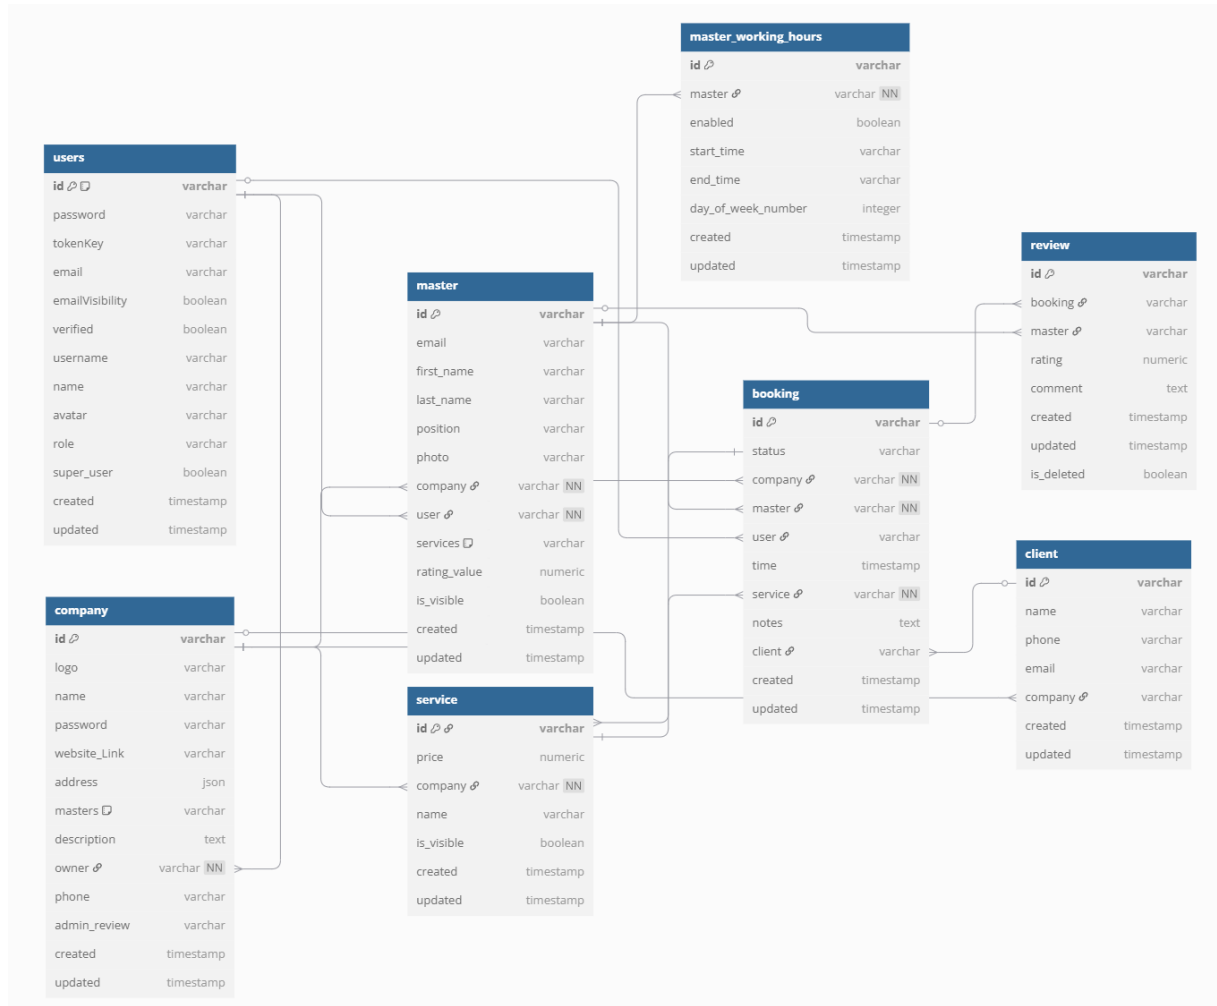 master_working_hours
id varchar
master varchar NN
enabled boolean
start_time varchar
end_time varchar
day_of_week_number integer
created timestamp
updated timestamp
users
id varchar
password varchar
tokenKey varchar
email varchar
emailVisibility boolean
verified boolean
username varchar
name varchar
avatar varchar
role varchar
super_user boolean
created timestamp
updated timestamp
review
id varchar
booking varchar
master varchar
rating numeric
comment text
created timestamp
updated timestamp
is_deleted boolean
master
id varchar
email varchar
first_name varchar
last_name varchar
position varchar
photo varchar
company varchar NN
user varchar NN
services varchar
rating_value numeric
is_visible boolean
created timestamp
updated timestamp
booking
id varchar
status varchar
company varchar NN
master varchar NN
user varchar
time timestamp
service varchar NN
notes text
client varchar
created timestamp
updated timestamp
client
id varchar
name varchar
phone varchar
email varchar
company varchar
created timestamp
updated timestamp
company
id varchar
logo varchar
name varchar
password varchar
website_Link varchar
address json
masters varchar
description text
owner varchar NN
phone varchar
admin_review varchar
created timestamp
updated timestamp
service
id varchar
price numeric
company varchar NN
name varchar
is_visible boolean
created timestamp
updated timestamp